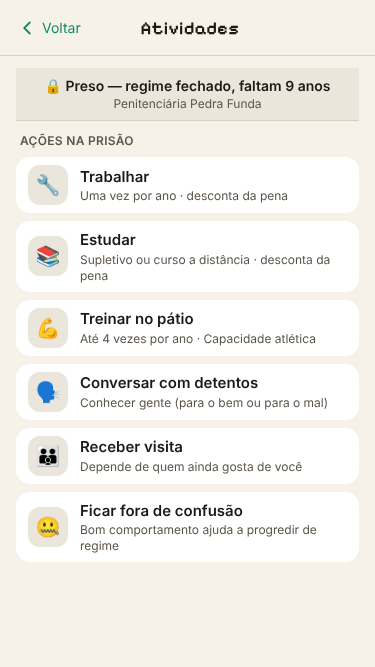 Voltar
Atividades
🔒 Preso — regime fechado, faltam 9 anos
Penitenciária Pedra Funda
AÇÕES NA PRISÃO
Trabalhar
Uma vez por ano · desconta da pena
Estudar
Supletivo ou curso a distância · desconta da
pena
Treinar no pátio
Até 4 vezes por ano · Capacidade atlética
Conversar com detentos
Conhecer gente (para o bem ou para o mal)
Receber visita
Depende de quem ainda gosta de você
Ficar fora de confusão
Bom comportamento ajuda a progredir de
regime